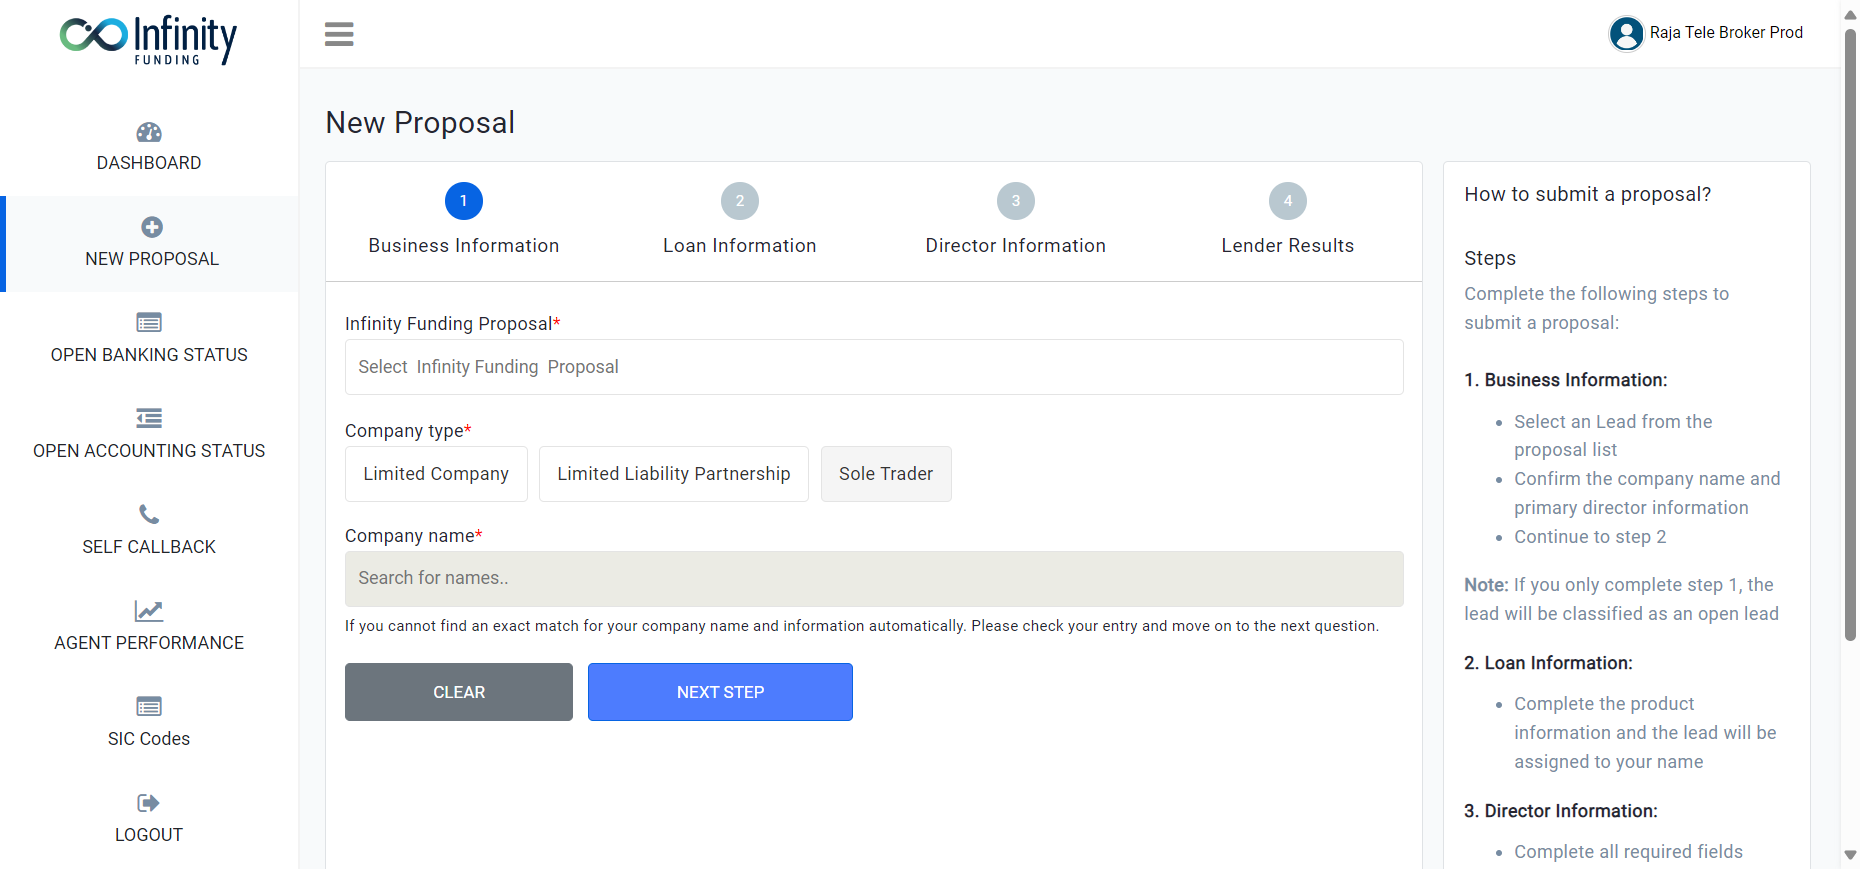 Infinity
FUNDING
Raja Tele Broker Prod
DASHBOARD
NEW PROPOSAL
OPEN BANKING STATUS
OPEN ACCOUNTING STATUS
SELF CALLBACK
AGENT PERFORMANCE
SIC Codes
LOGOUT
New Proposal
1
Business Information
2
Loan Information
3
Director Information
4
Lender Results
Infinity Funding Proposal*
Select Infinity Funding Proposal
Company type*
Limited Company
Limited Liability Partnership
Sole Trader
Company name*
Search for names..
If you cannot find an exact match for your company name and information automatically. Please check your entry and move on to the next question.
CLEAR
NEXT STEP
How to submit a proposal?
Steps
Complete the following steps to
submit a proposal:
1. Business Information:
• Select an Lead from the
proposal list
• Confirm the company name and
primary director information
• Continue to step 2
Note: If you only complete step 1, the
lead will be classified as an open lead
2. Loan Information:
• Complete the product
information and the lead will be
assigned to your name
3. Director Information:
• Complete all required fields